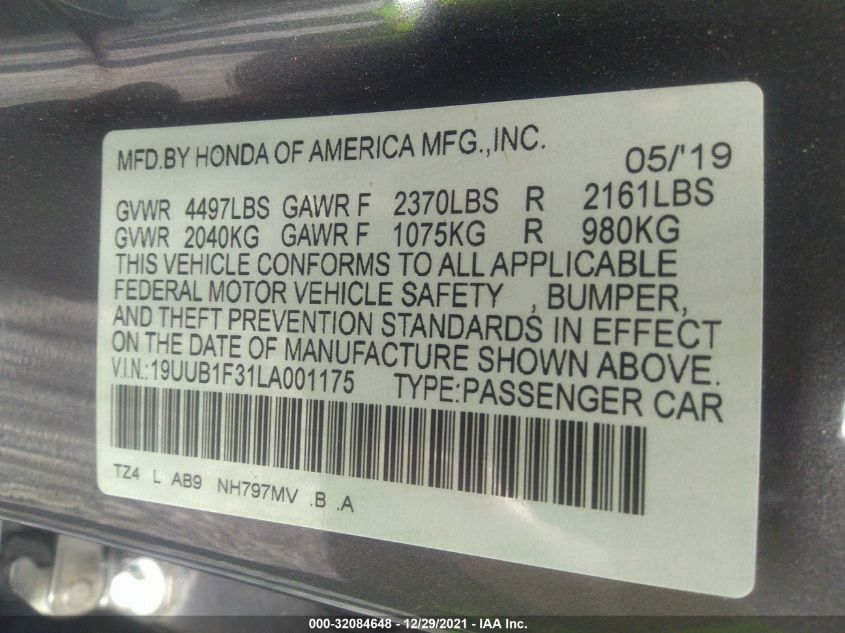 MFD.BY HONDA OF AMERICA MFG.,INC. 05/'19
GVWR 4497LBS GAWR F 2370LBS R 2161LBS
GVWR 2040KG GAWR F 1075KG R 980KG
THIS VEHICLE CONFORMS TO ALL APPLICABLE
FEDERAL MOTOR VEHICLE SAFETY , BUMPER,
AND THEFT PREVENTION STANDARDS IN EFFECT
ON THE DATE OF MANUFACTURE SHOWN ABOVE.
V.I.N.:19UUB1F31LA001175 TYPE:PASSENGER CAR
TZ4 L AB9 NH797MV .B .A
000-32084648 - 12/29/2021 - IAA Inc.